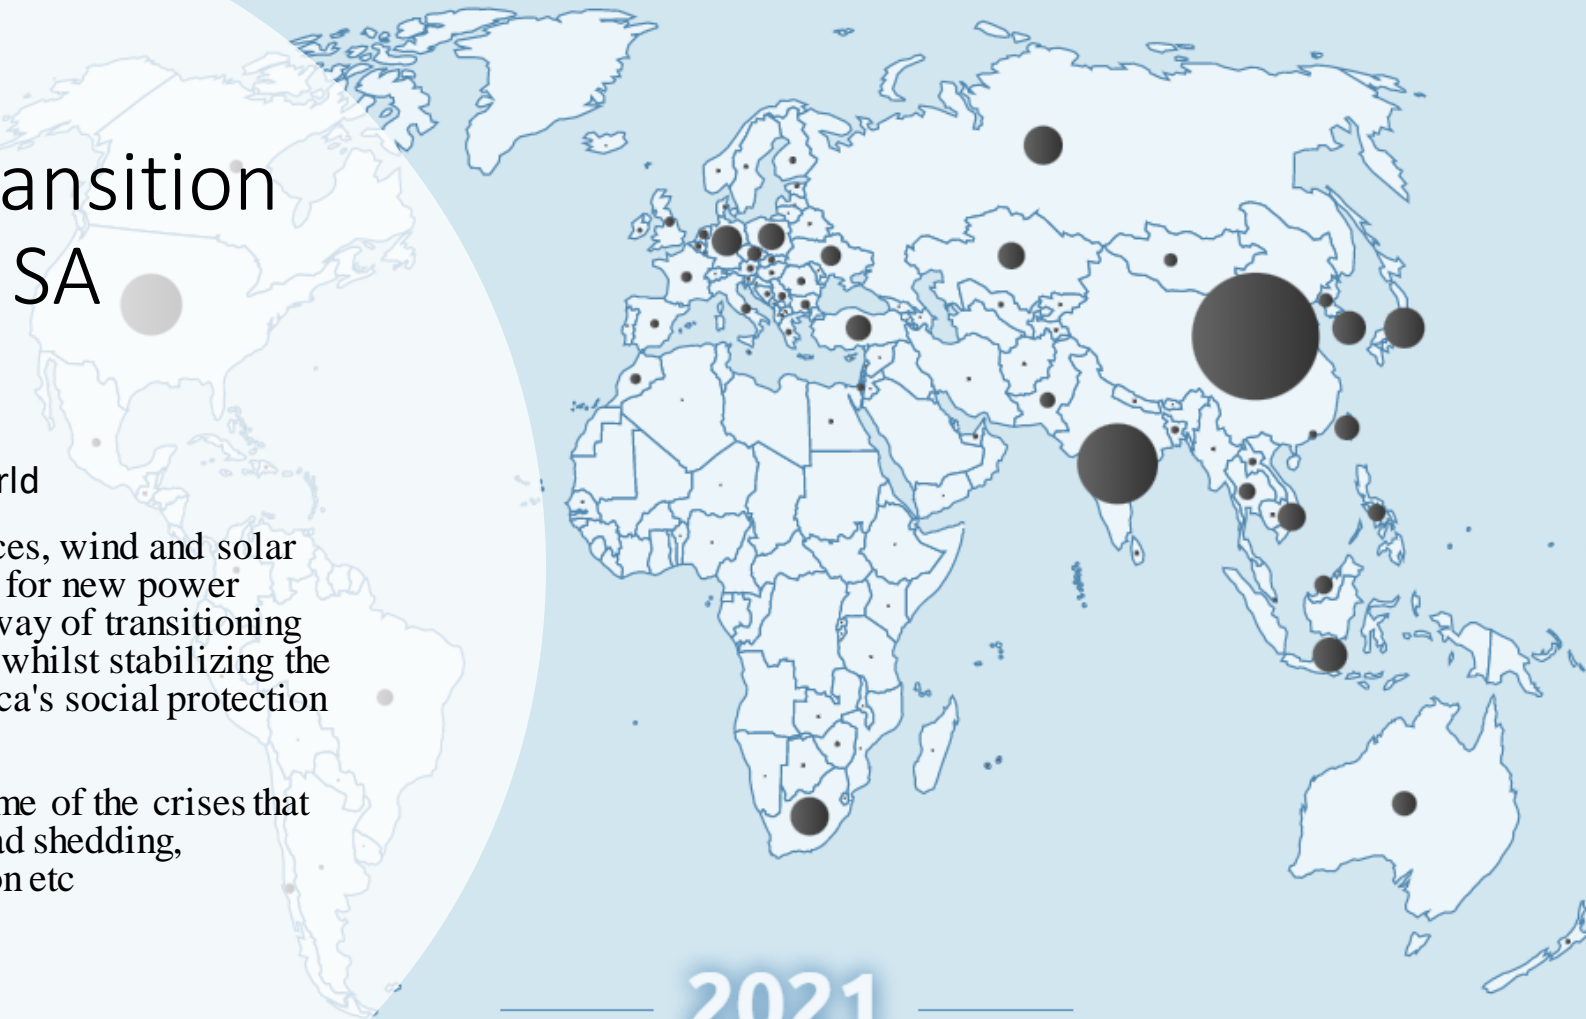 ansition
SA
rld
ces, wind and solar
for new power
way of transitioning
whilst stabilizing the
ca's social protection
me of the crises that
ad shedding,
on etc
2021